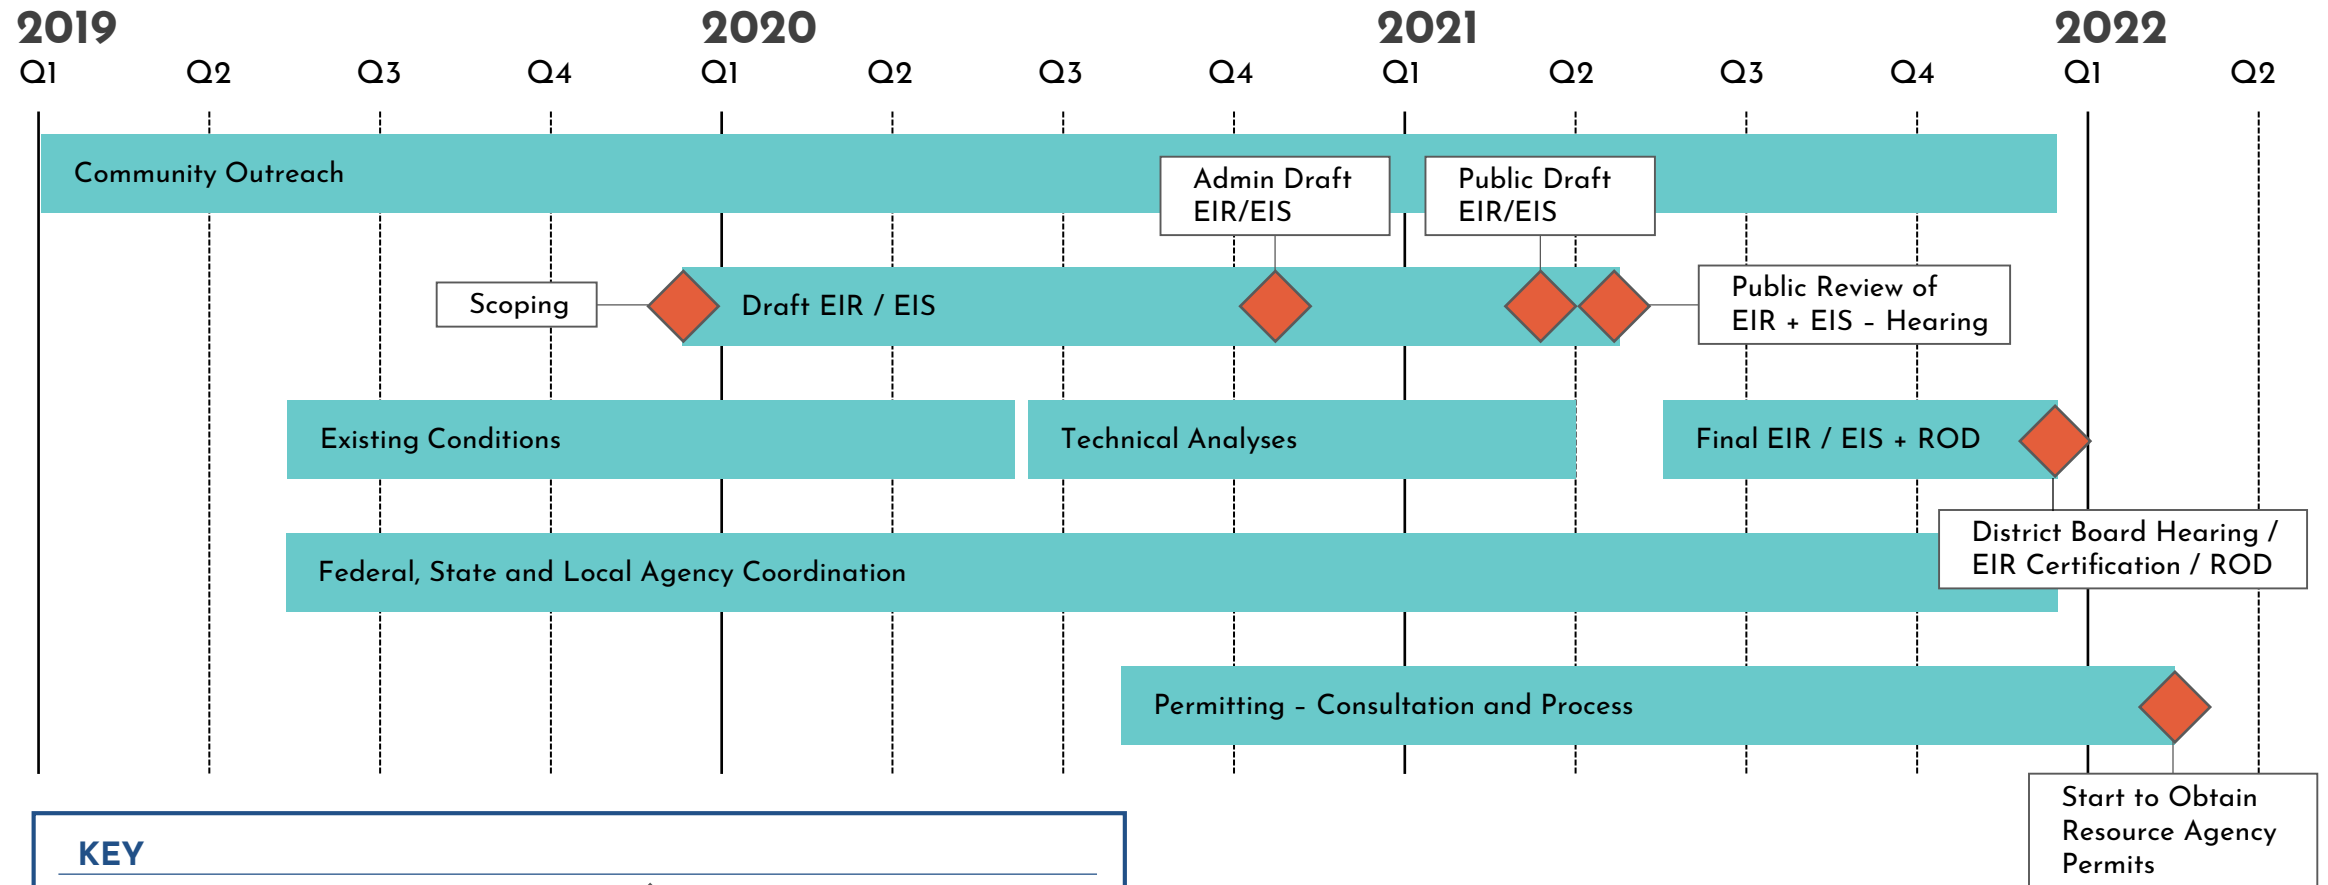 2019 2020 2021 2022
Q1 Q2 Q3 Q4 Q1 Q2 Q3 Q4 Q1 Q2 Q3 Q4 Q1 Q2
Community Outreach
Admin Draft
EIR/EIS
Public Draft
EIR/EIS
Scoping
Draft EIR / EIS
Public Review of
EIR + EIS – Hearing
Existing Conditions
Technical Analyses
Final EIR / EIS + ROD
District Board Hearing /
EIR Certification / ROD
Federal, State and Local Agency Coordination
Permitting – Consultation and Process
Start to Obtain
Resource Agency
Permits
KEY